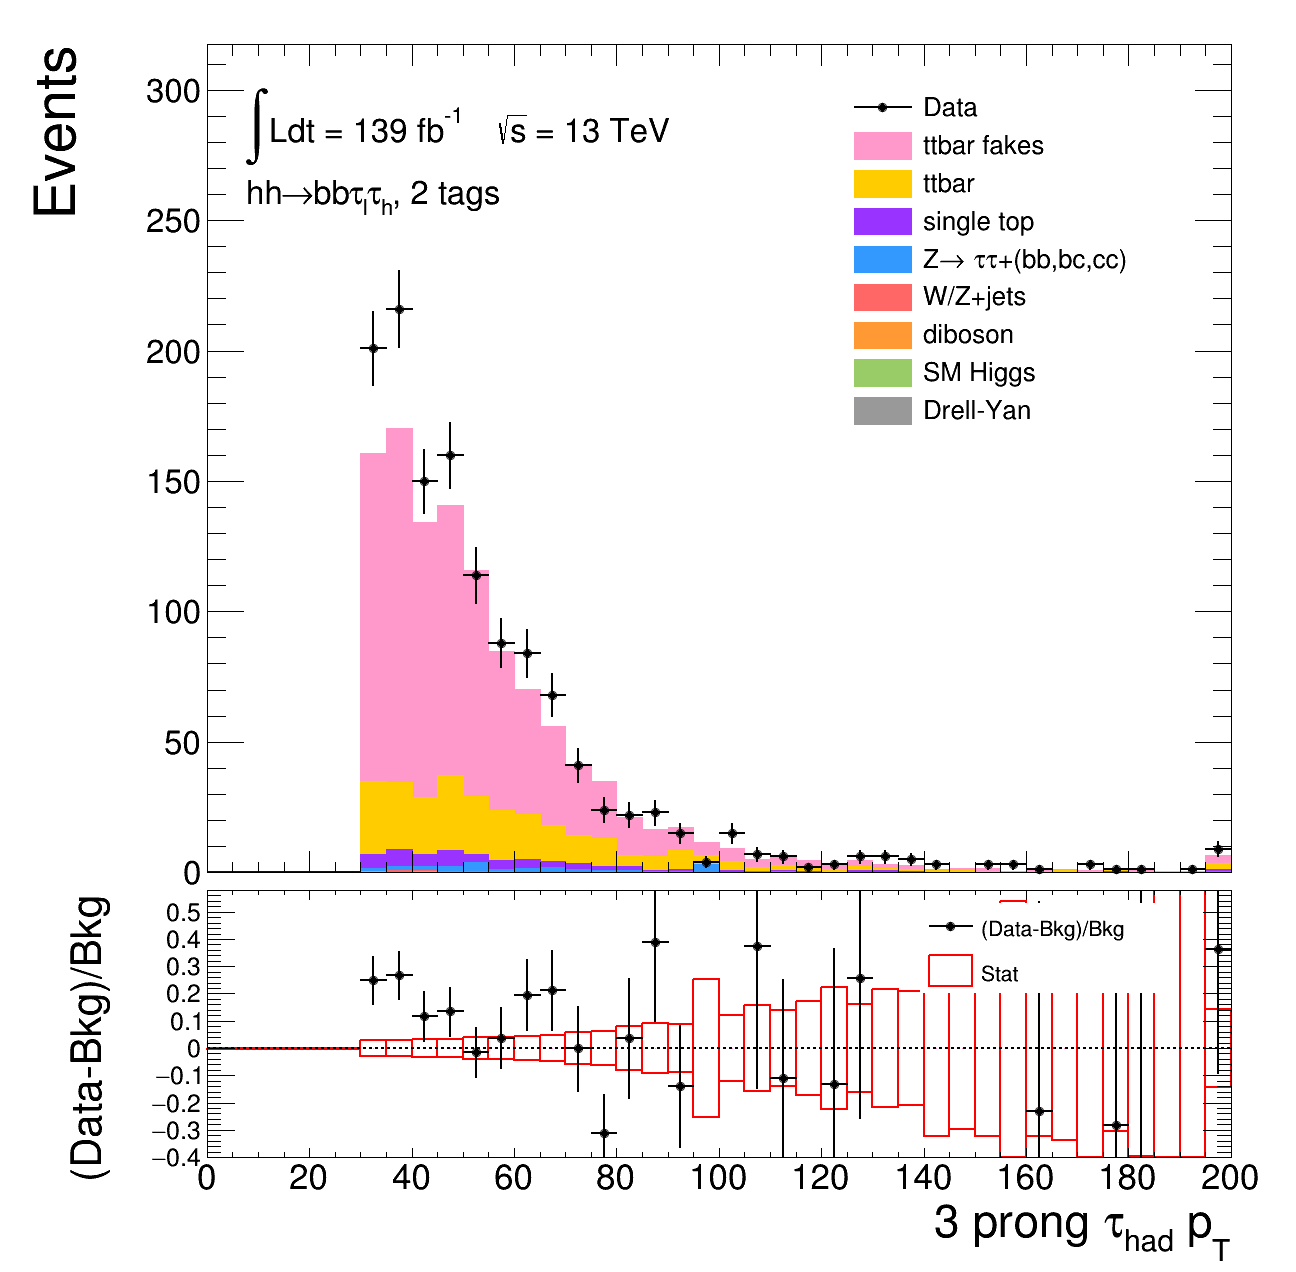 Events
300
250
200
150
100
50
0
∫Ldt = 139 fb⁻¹ √s = 13 TeV
hh→bbτ_lτ_h, 2 tags
Data
ttbar fakes
ttbar
single top
Z→ ττ+(bb,bc,cc)
W/Z+jets
diboson
SM Higgs
Drell-Yan
(Data-Bkg)/Bkg
0.5
0.4
0.3
0.2
0.1
0
−0.1
−0.2
−0.3
−0.4
(Data-Bkg)/Bkg
Stat
0 20 40 60 80 100 120 140 160 180 200
3 prong τ_had p_T